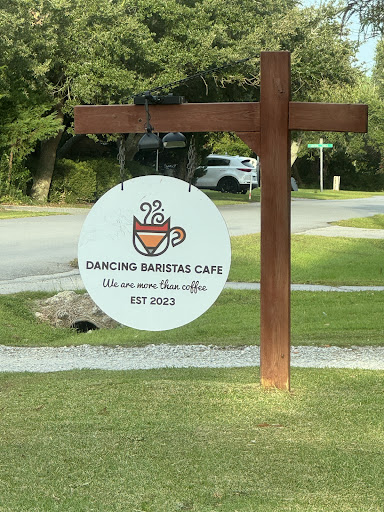 DANCING BARISTAS CAFE
We are more than coffee
EST 2023